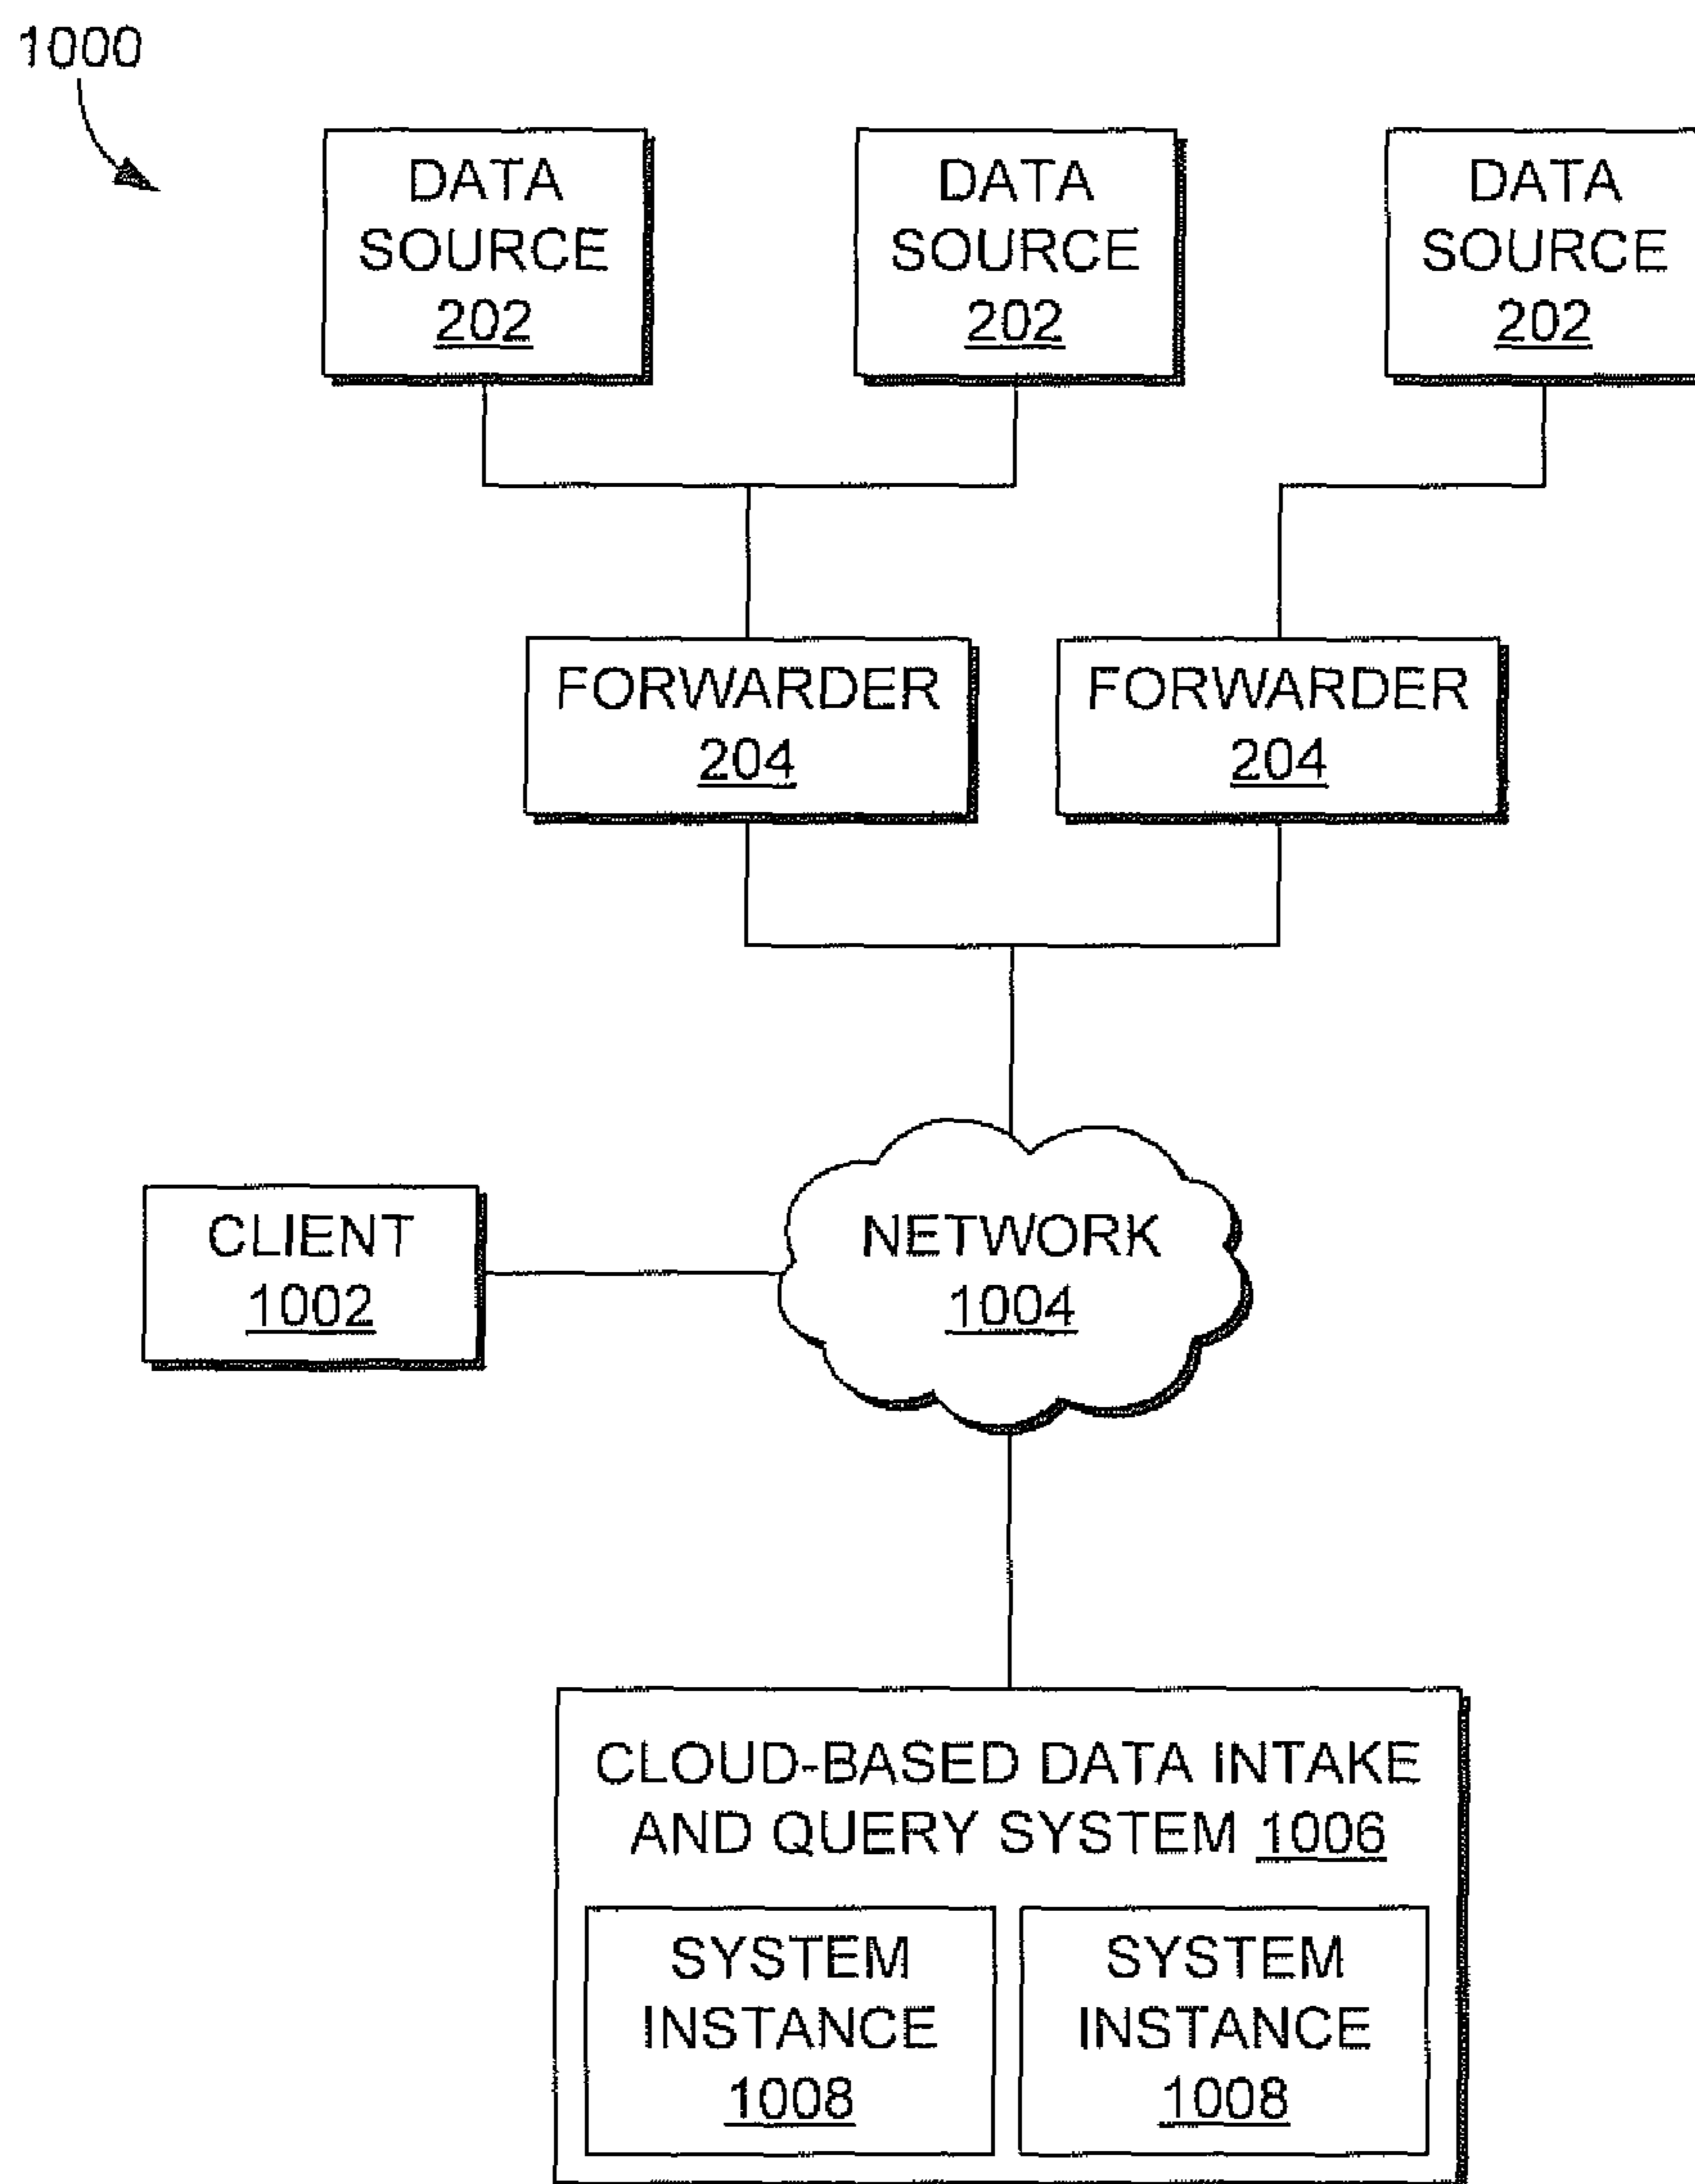 1000
DATA
SOURCE
202
DATA
SOURCE
202
DATA
SOURCE
202
FORWARDER
204
FORWARDER
204
CLIENT
1002
NETWORK
1004
CLOUD-BASED DATA INTAKE
AND QUERY SYSTEM 1006
SYSTEM
INSTANCE
1008
SYSTEM
INSTANCE
1008